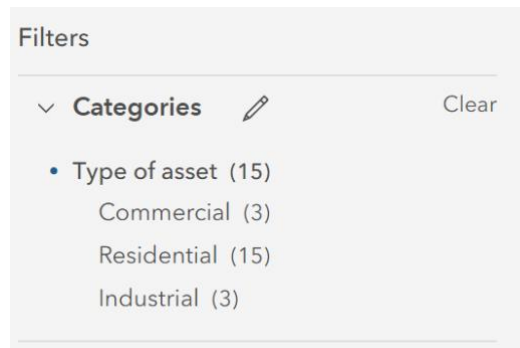 Filters
Categories Clear
Type of asset (15)
Commercial (3)
Residential (15)
Industrial (3)